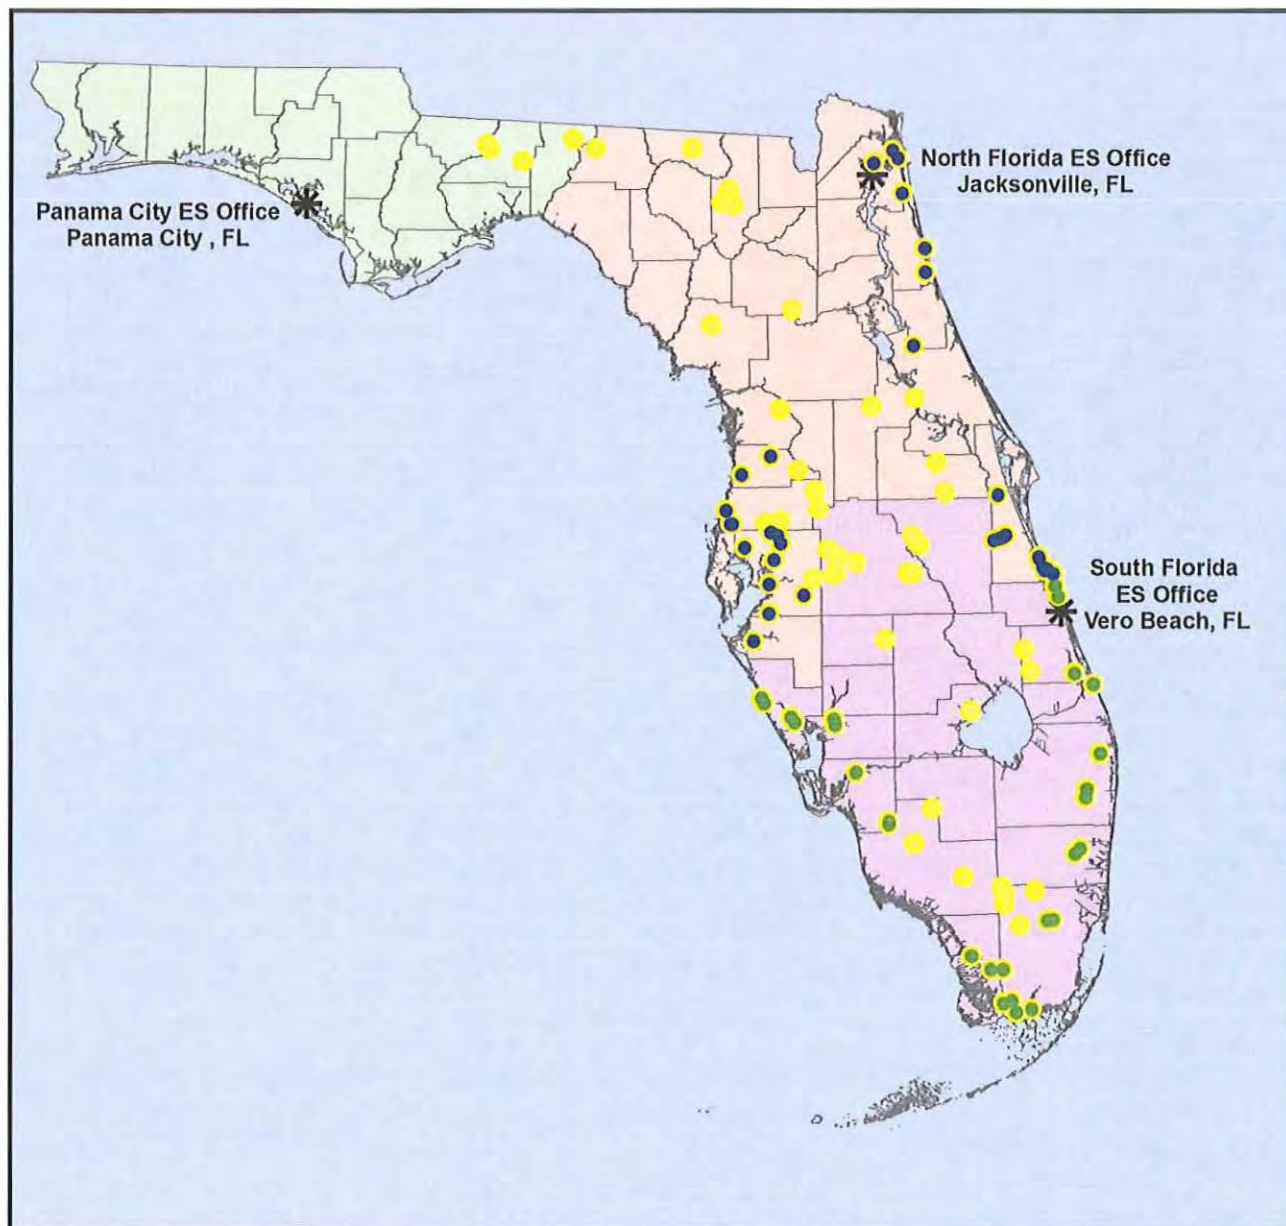 North Florida ES Office
Jacksonville, FL
Panama City ES Office
Panama City , FL
South Florida
ES Office
Vero Beach, FL